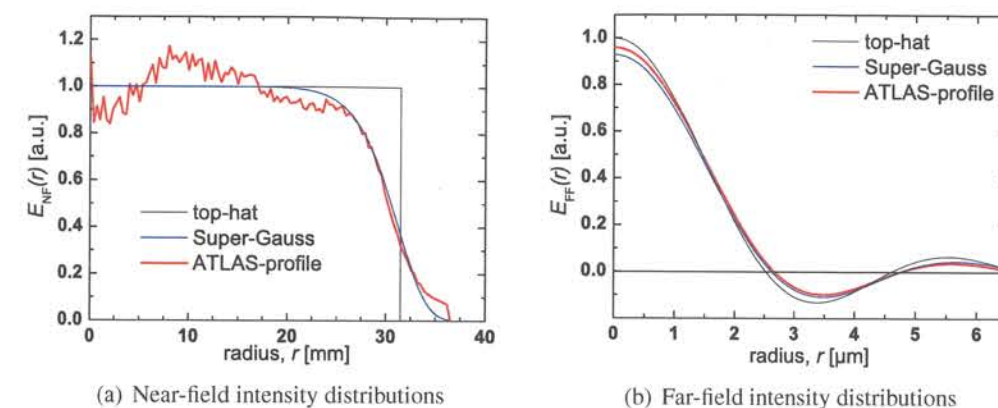 1.2
1.0
0.8
0.6
0.4
0.2
0.0
E_NF(r) [a.u.]
top-hat
Super-Gauss
ATLAS-profile
0 10 20 30 40
radius, r [mm]
(a) Near-field intensity distributions
1.0
0.8
0.6
0.4
0.2
0.0
E_FF(r) [a.u.]
top-hat
Super-Gauss
ATLAS-profile
0 1 2 3 4 5 6
radius, r [µm]
(b) Far-field intensity distributions